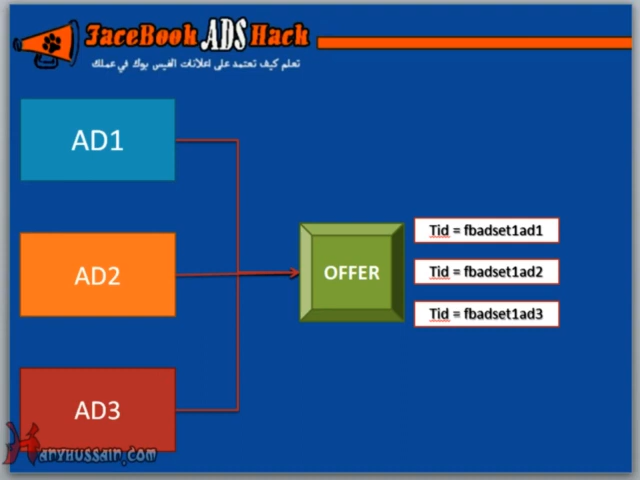 FaceBook ADS Hack
تعلم كيف تعتمد على اعلانات الفيس بوك في عملك
AD1
AD2
AD3
OFFER
Tid = fbadset1ad1
Tid = fbadset1ad2
Tid = fbadset1ad3
Hanyhussain.com